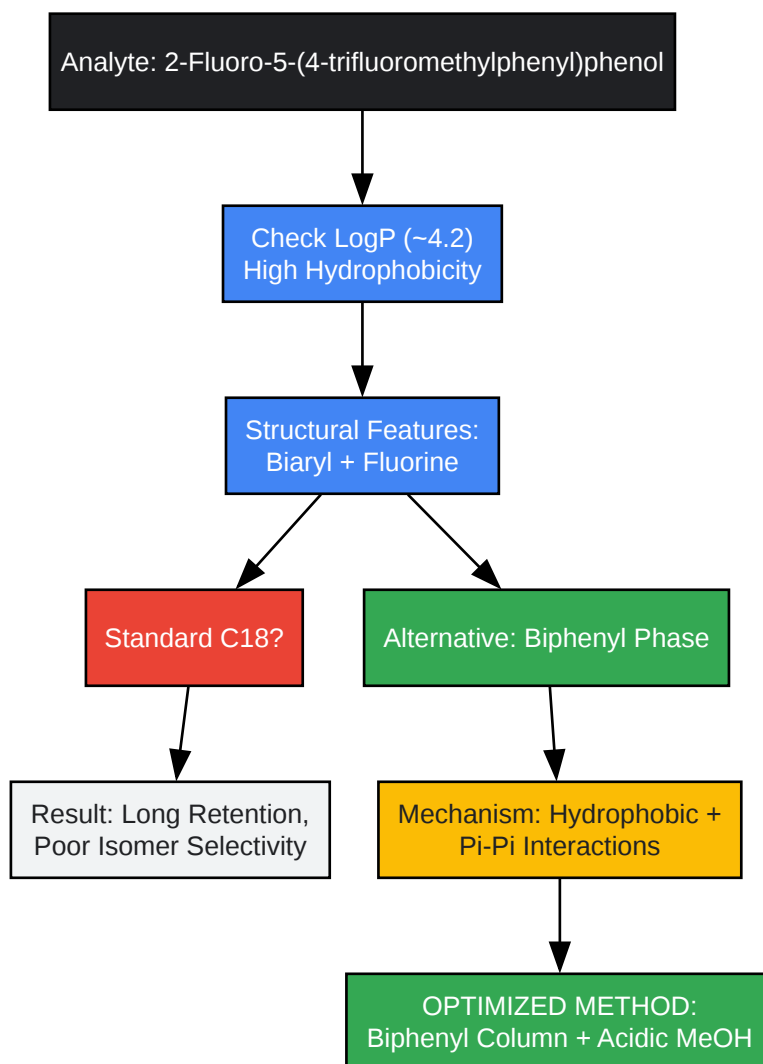 Analyte: 2-Fluoro-5-(4-trifluoromethylphenyl)phenol
Check LogP (~4.2)
High Hydrophobicity
Structural Features:
Biaryl + Fluorine
Standard C18?
Alternative: Biphenyl Phase
Result: Long Retention,
Poor Isomer Selectivity
Mechanism: Hydrophobic +
Pi-Pi Interactions
OPTIMIZED METHOD:
Biphenyl Column + Acidic MeOH